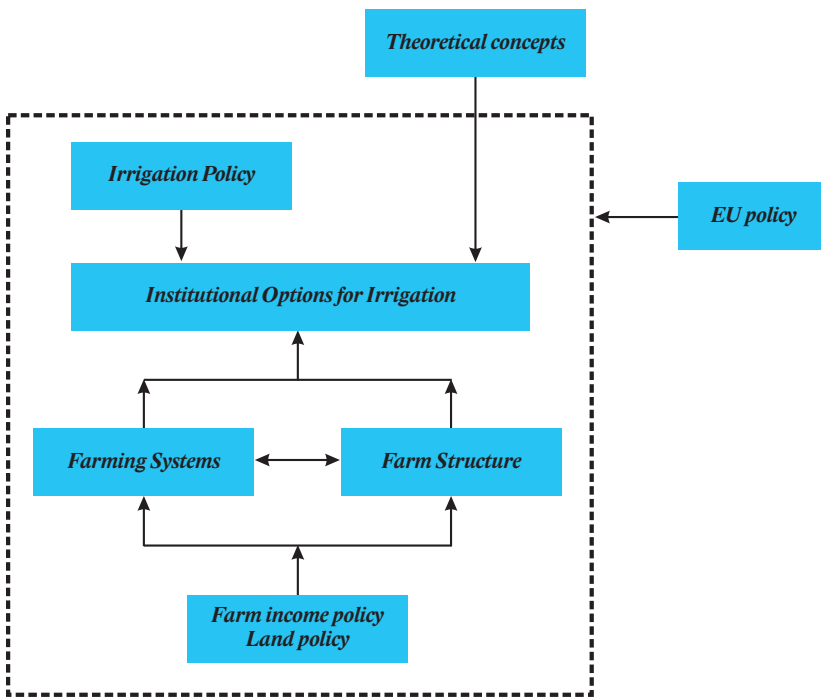 Theoretical concepts
Irrigation Policy
EU policy
Institutional Options for Irrigation
Farming Systems
Farm Structure
Farm income policy
Land policy